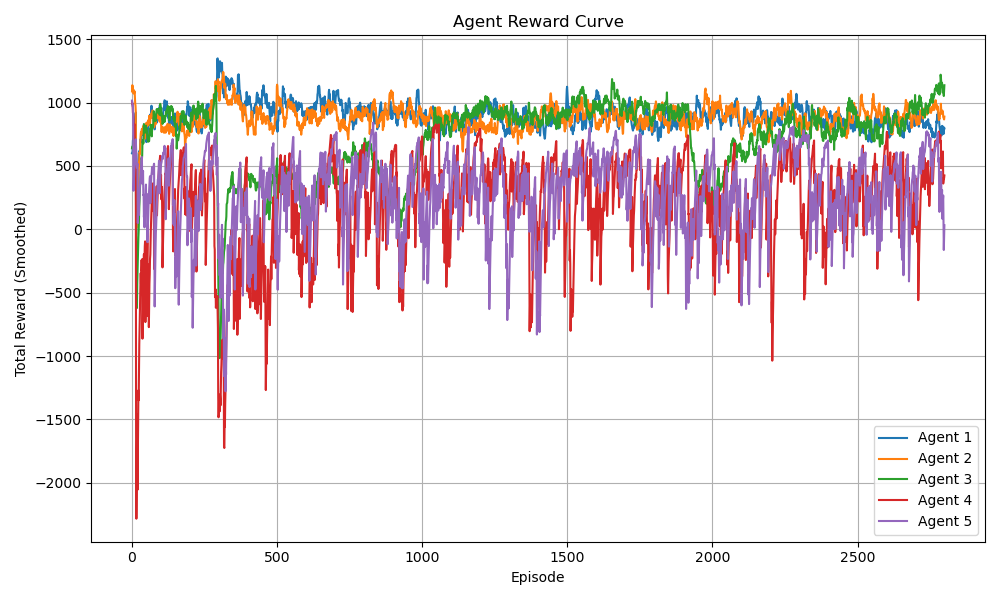 Agent Reward Curve
Total Reward (Smoothed)
1500
1000
500
0
−500
−1000
−1500
−2000
0 500 1000 1500 2000 2500
Episode
Agent 1
Agent 2
Agent 3
Agent 4
Agent 5